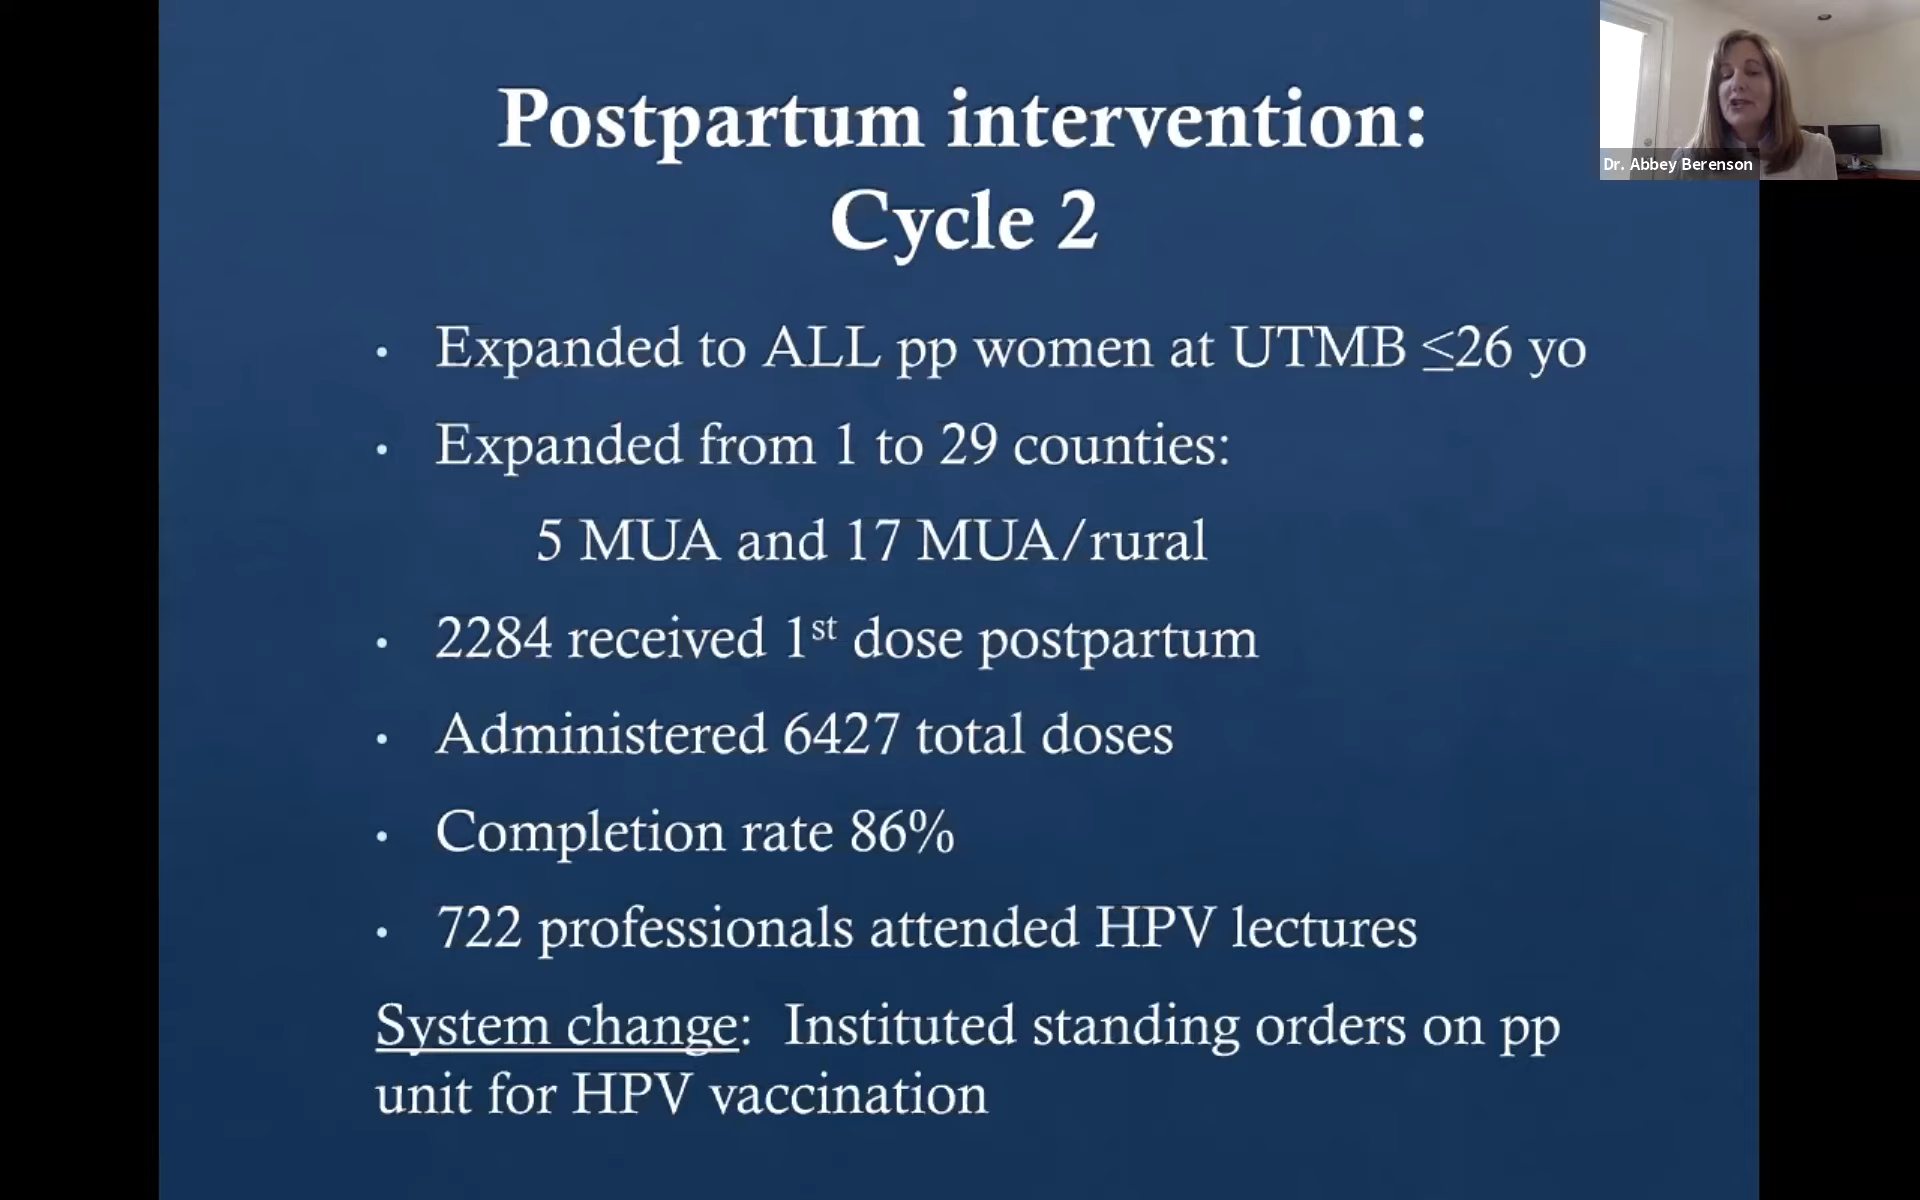 Postpartum intervention:
Cycle 2
Dr. Abbey Berenson
• Expanded to ALL pp women at UTMB ≤26 yo
• Expanded from 1 to 29 counties:
5 MUA and 17 MUA/rural
• 2284 received 1st dose postpartum
• Administered 6427 total doses
• Completion rate 86%
• 722 professionals attended HPV lectures
System change: Instituted standing orders on pp
unit for HPV vaccination